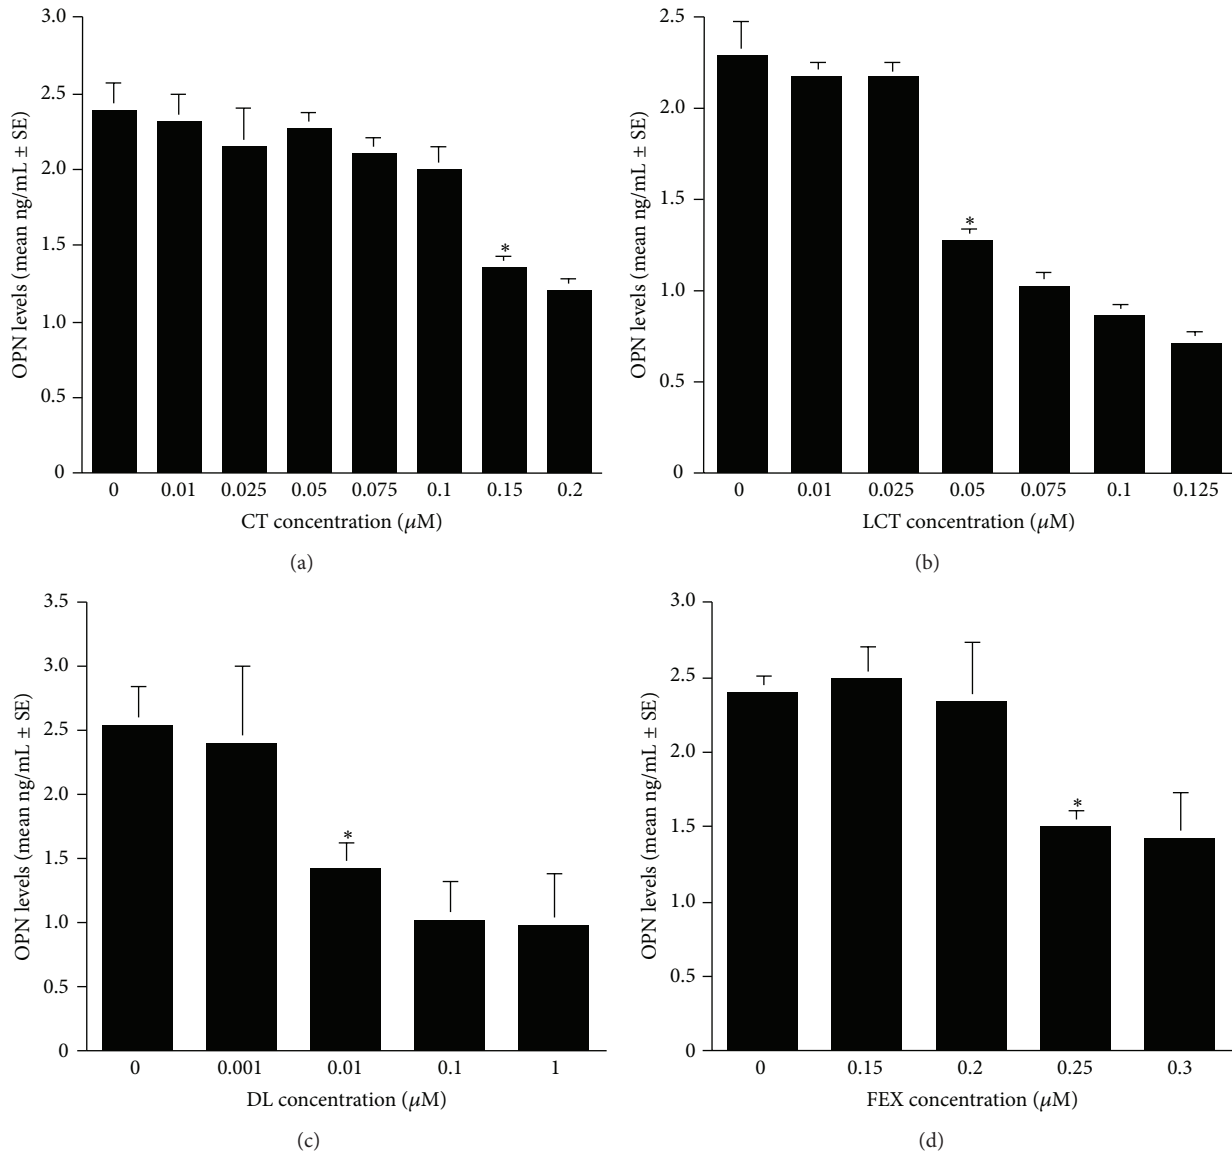 3.0
2.5
2.0
1.5
1.0
0.5
0
OPN levels (mean ng/mL ± SE)
*
0 0.01 0.025 0.05 0.075 0.1 0.15 0.2
CT concentration (μM)
(a)
2.5
2.0
1.5
1.0
0.5
0
OPN levels (mean ng/mL ± SE)
*
0 0.01 0.025 0.05 0.075 0.1 0.125
LCT concentration (μM)
(b)
3.5
3.0
2.5
2.0
1.5
1.0
0.5
0
OPN levels (mean ng/mL ± SE)
*
0 0.001 0.01 0.1 1
DL concentration (μM)
(c)
3.0
2.5
2.0
1.5
1.0
0.5
0
OPN levels (mean ng/mL ± SE)
*
0 0.15 0.2 0.25 0.3
FEX concentration (μM)
(d)